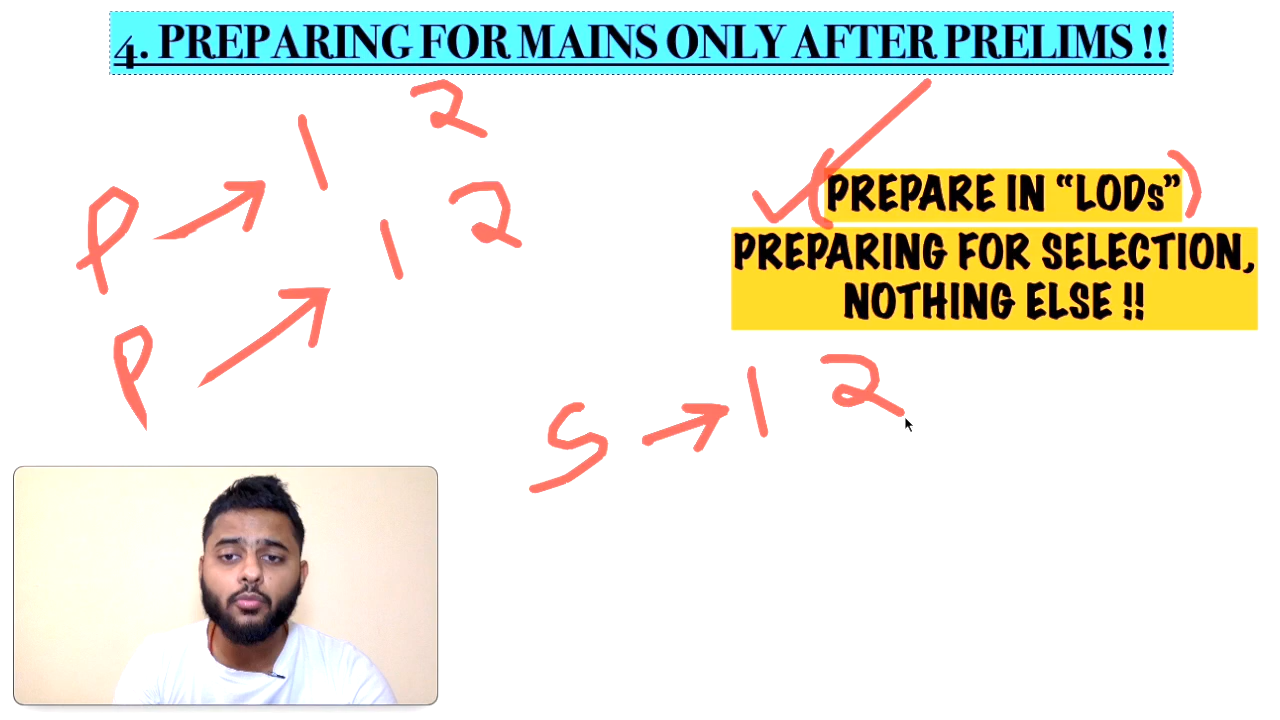 4. PREPARING FOR MAINS ONLY AFTER PRELIMS !!
P → 1 2
P → 1 2
(PREPARE IN “LODs”)
PREPARING FOR SELECTION,
NOTHING ELSE !!
S → 1 2